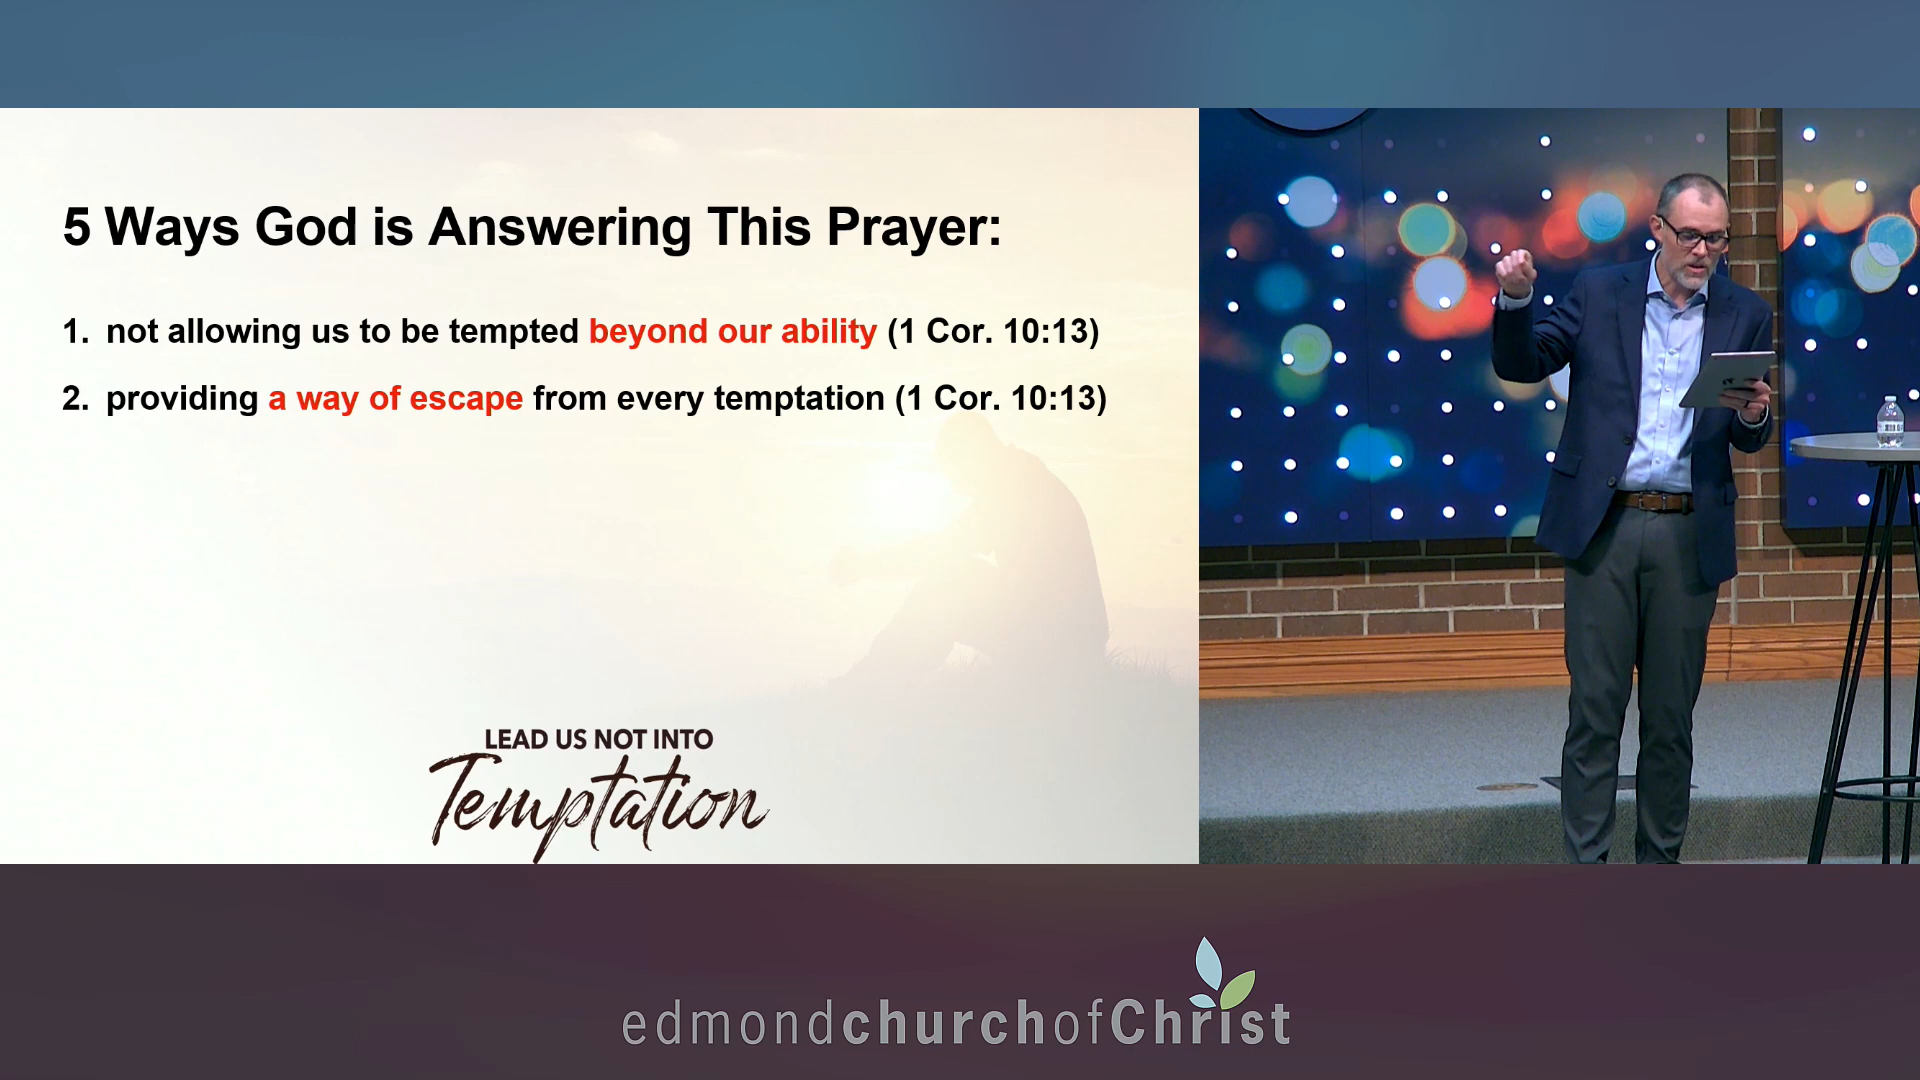 5 Ways God is Answering This Prayer:
1. not allowing us to be tempted beyond our ability (1 Cor. 10:13)
2. providing a way of escape from every temptation (1 Cor. 10:13)
LEAD US NOT INTO
Temptation
edmondchurchofChrist